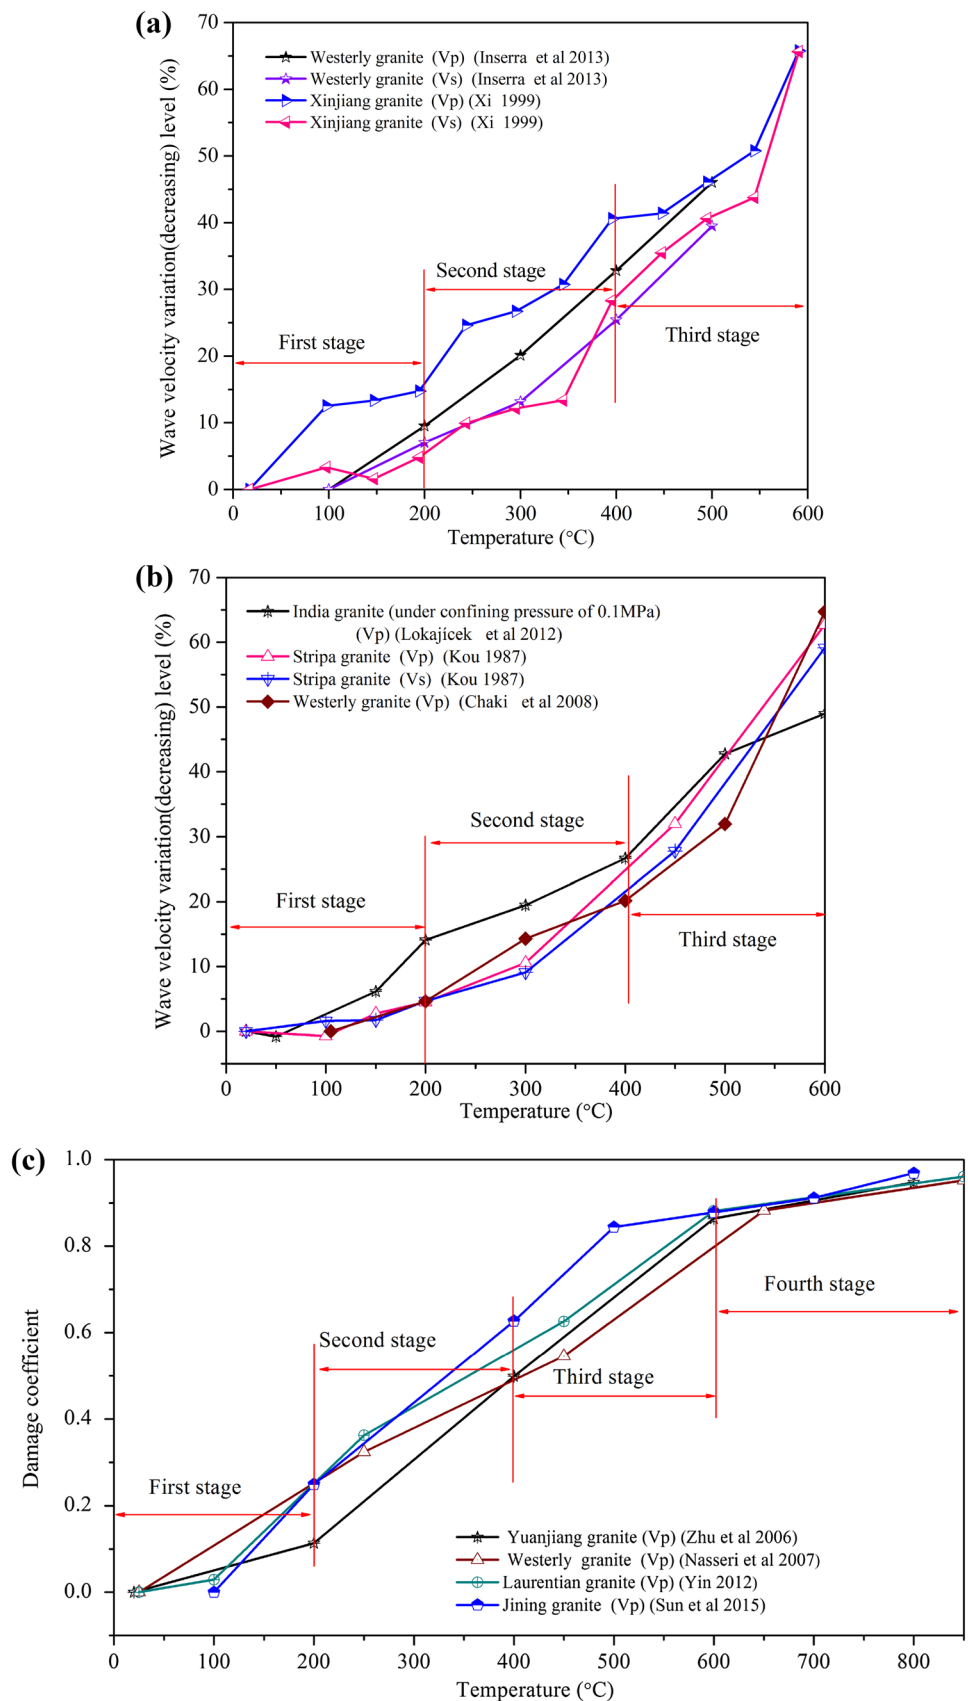 (a)
70
60
50
40
30
20
10
0
Wave velocity variation(decreasing) level (%)
Westerly granite (Vp) (Inserra et al 2013)
Westerly granite (Vs) (Inserra et al 2013)
Xinjiang granite (Vp) (Xi 1999)
Xinjiang granite (Vs) (Xi 1999)
Second stage
First stage
Third stage
0 100 200 300 400 500 600
Temperature (°C)
(b)
70
60
50
40
30
20
10
0
Wave velocity variation(decreasing) level (%)
India granite (under confining pressure of 0.1MPa)
(Vp) (Lokajícek et al 2012)
Stripa granite (Vp) (Kou 1987)
Stripa granite (Vs) (Kou 1987)
Westerly granite (Vp) (Chaki et al 2008)
Second stage
First stage
Third stage
0 100 200 300 400 500 600
Temperature (°C)
(c)
1.0
0.8
0.6
0.4
0.2
0.0
Damage coefficient
Fourth stage
Second stage
Third stage
First stage
Yuanjiang granite (Vp) (Zhu et al 2006)
Westerly granite (Vp) (Nasseri et al 2007)
Laurentian granite (Vp) (Yin 2012)
Jining granite (Vp) (Sun et al 2015)
0 100 200 300 400 500 600 700 800
Temperature (°C)